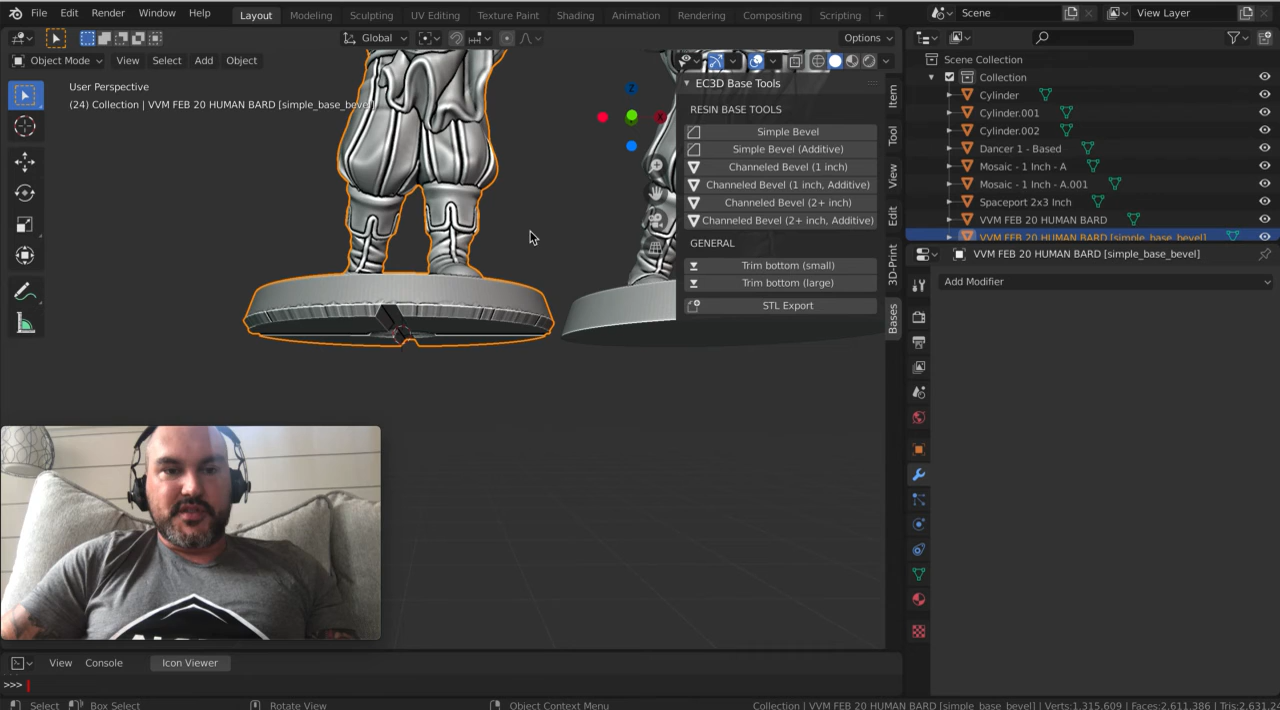 File Edit Render Window Help
Layout Modeling Sculpting UV Editing Texture Paint Shading Animation Rendering Compositing Scripting +
Scene
View Layer
Global
Options
Object Mode View Select Add Object
User Perspective
(24) Collection | VVM FEB 20 HUMAN BARD [simple_base_bevel]
Z
X
EC3D Base Tools
RESIN BASE TOOLS
Simple Bevel
Simple Bevel (Additive)
Channeled Bevel (1 inch)
Channeled Bevel (1 inch, Additive)
Channeled Bevel (2+ inch)
Channeled Bevel (2+ inch, Additive)
GENERAL
Trim bottom (small)
Trim bottom (large)
STL Export
Item
Tool
View
Edit
3D-Print
Bases
Scene Collection
Collection
Cylinder
Cylinder.001
Cylinder.002
Dancer 1 - Based
Mosaic - 1 Inch - A
Mosaic - 1 Inch - A.001
Spaceport 2x3 Inch
VVM FEB 20 HUMAN BARD
VVM FEB 20 HUMAN BARD [simple_base_bevel]
VVM FEB 20 HUMAN BARD [simple_base_bevel]
Add Modifier
View Console Icon Viewer
>>>
Select Box Select Rotate View Object Context Menu
Collection | VVM FEB 20 HUMAN BARD [simple_base_bevel] | Verts:1.315.609 | Faces:2.611.386 | Tris:2.631.2